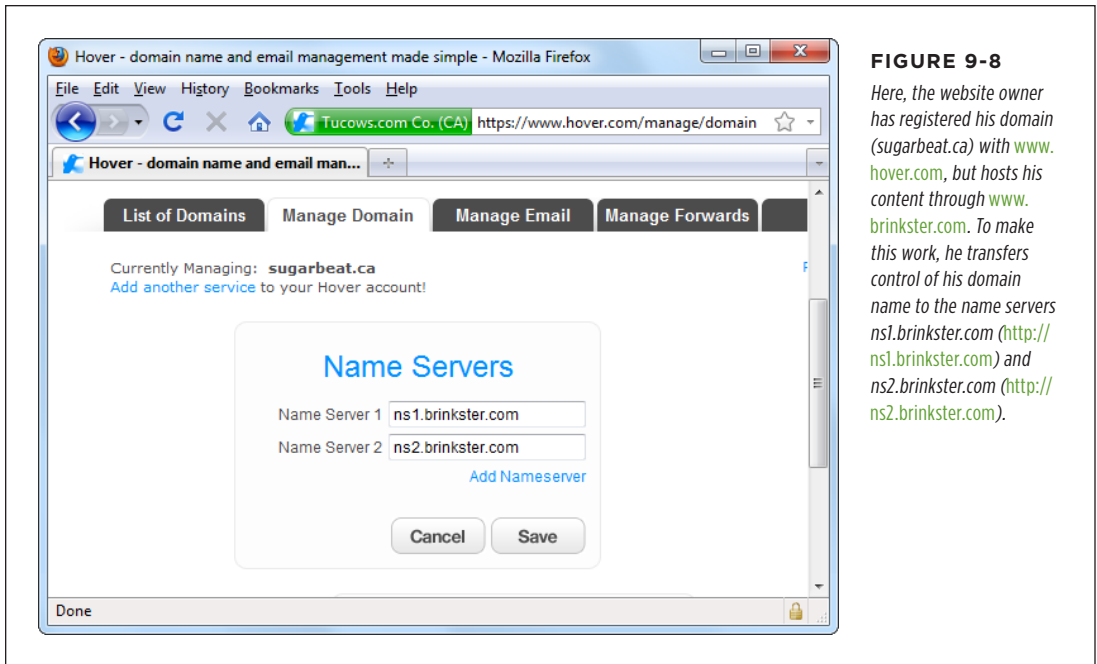 Hover - domain name and email management made simple - Mozilla Firefox
File Edit View History Bookmarks Tools Help
Tucows.com Co. (CA) https://www.hover.com/manage/domain
Hover - domain name and email man...
List of Domains Manage Domain Manage Email Manage Forwards
Currently Managing: sugarbeat.ca
Add another service to your Hover account!
Name Servers
Name Server 1 ns1.brinkster.com
Name Server 2 ns2.brinkster.com
Add Nameserver
Cancel Save
Done
FIGURE 9-8
Here, the website owner
has registered his domain
(sugarbeat.ca) with www.
hover.com, but hosts his
content through www.
brinkster.com. To make
this work, he transfers
control of his domain
name to the name servers
ns1.brinkster.com (http://
ns1.brinkster.com) and
ns2.brinkster.com (http://
ns2.brinkster.com).